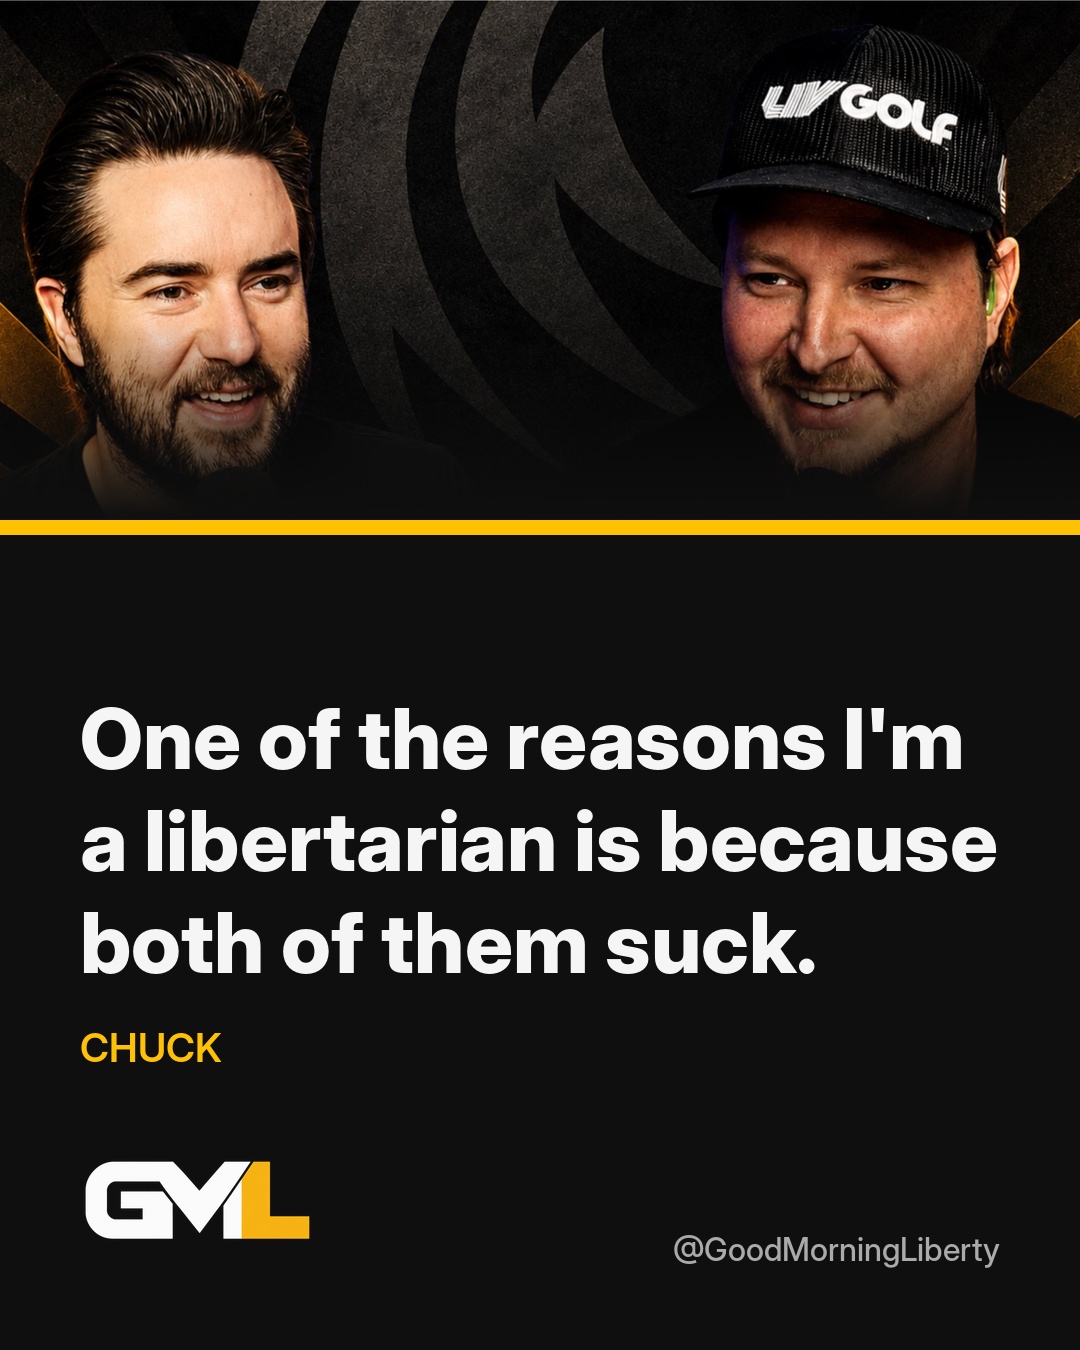 LIV GOLF
One of the reasons I'm
a libertarian is because
both of them suck.
CHUCK
GML
@GoodMorningLiberty